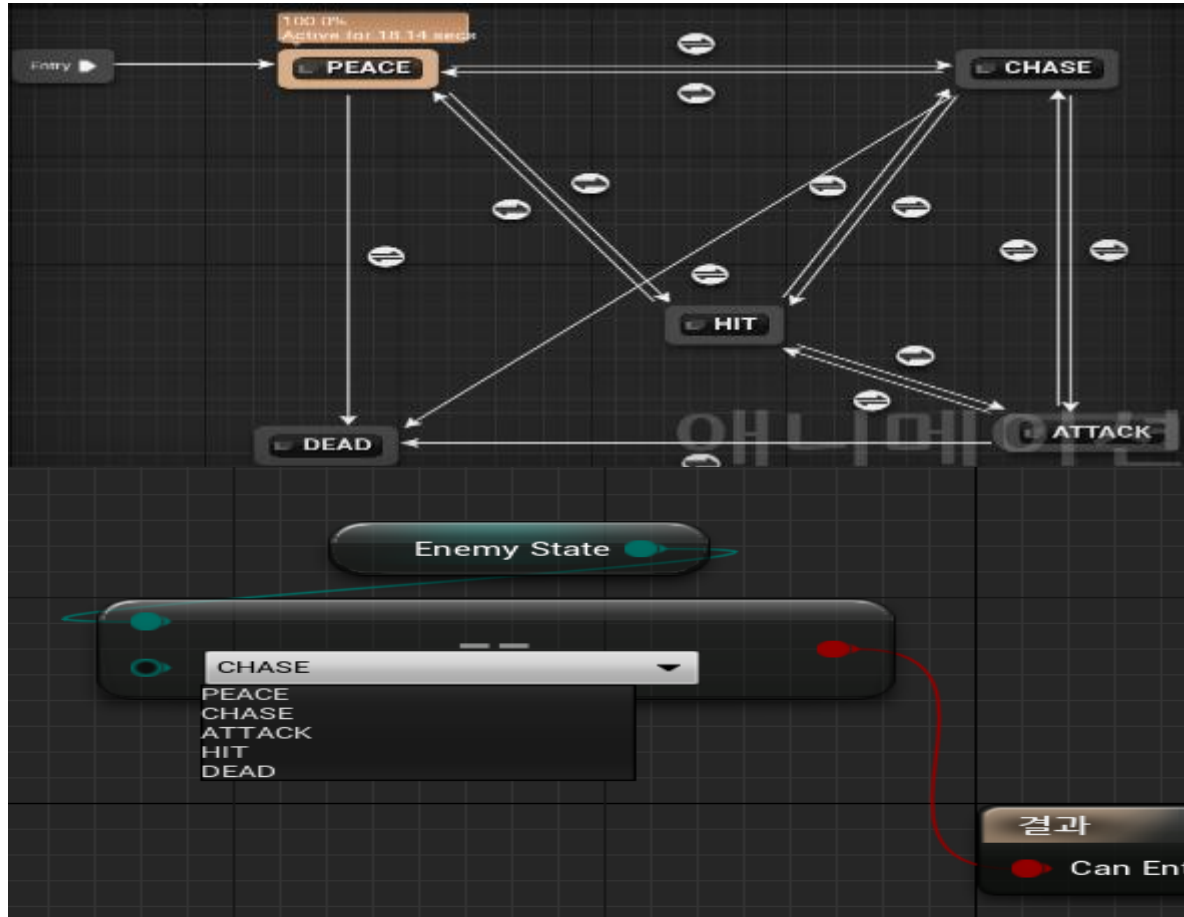 100.0%
Active for 18.14 secs
Entry
PEACE
CHASE
HIT
DEAD
ATTACK
애니메이션
Enemy State
==
CHASE
PEACE
CHASE
ATTACK
HIT
DEAD
결과
Can Ent